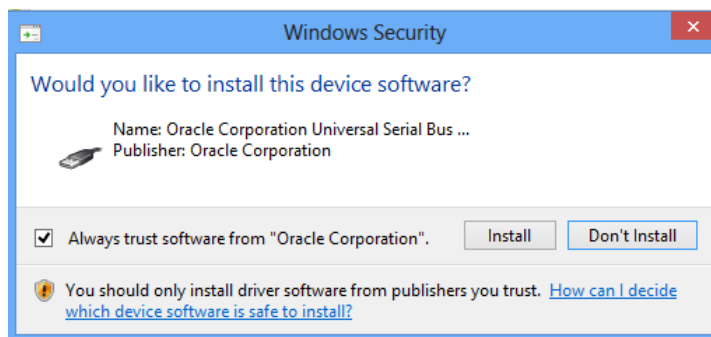 Windows Security
Would you like to install this device software?
Name: Oracle Corporation Universal Serial Bus ...
Publisher: Oracle Corporation
Always trust software from "Oracle Corporation".
Install
Don't Install
You should only install driver software from publishers you trust. How can I decide
which device software is safe to install?